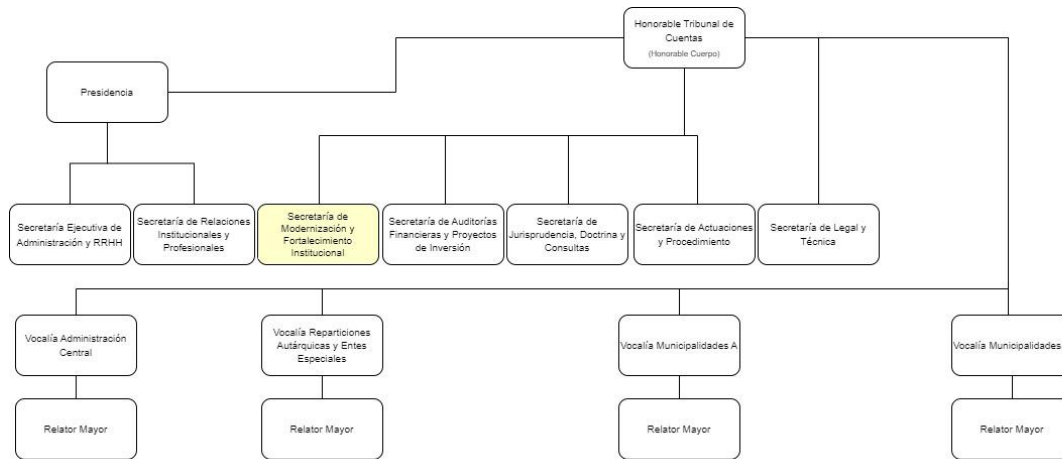 Honorable Tribunal de
Cuentas
(Honorable Cuerpo)
Presidencia
Secretaría Ejecutiva de
Administración y RRHH
Secretaría de Relaciones
Institucionales y
Profesionales
Secretaría de
Modernización y
Fortalecimiento
Institucional
Secretaría de Auditorías
Financieras y Proyectos
de Inversión
Secretaría de
Jurisprudencia, Doctrina y
Consultas
Secretaría de Actuaciones
y Procedimiento
Secretaría de Legal y
Técnica
Vocalía Administración
Central
Vocalía Reparticiones
Autárquicas y Entes
Especiales
Vocalía Municipalidades A
Vocalía Municipalidades
Relator Mayor
Relator Mayor
Relator Mayor
Relator Mayor